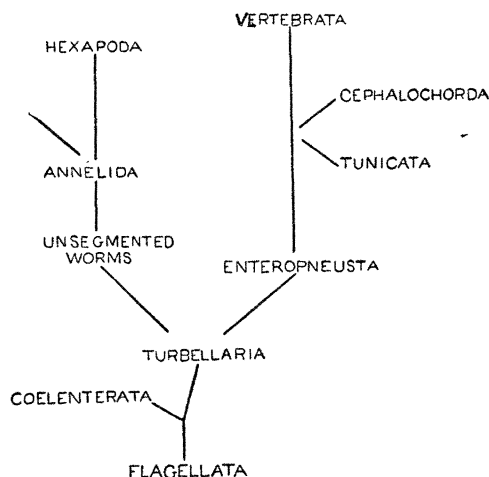 VERTEBRATA
HEXAPODA
CEPHALOCHORDA
TUNICATA
ANNELIDA
UNSEGMENTED
WORMS
ENTEROPNEUSTA
TURBELLARIA
COELENTERATA
FLAGELLATA